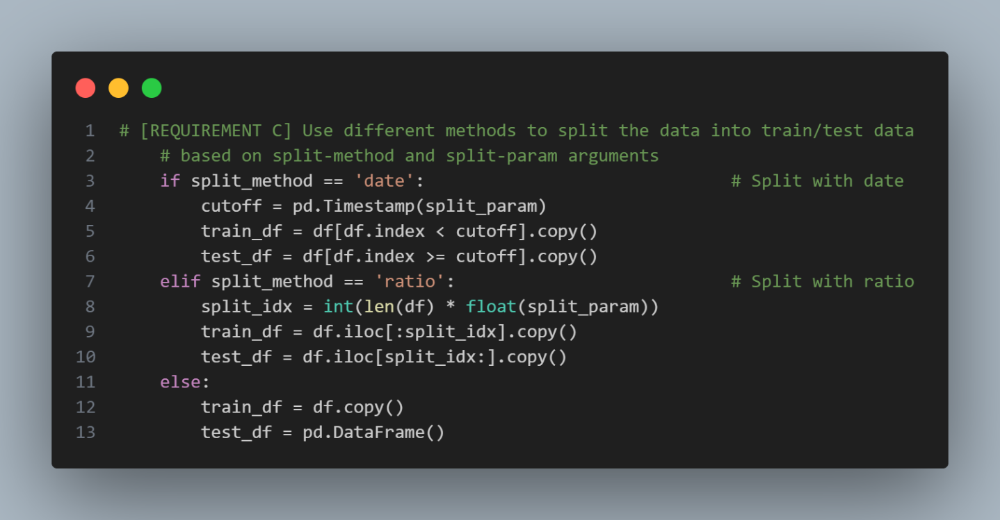 1 # [REQUIREMENT C] Use different methods to split the data into train/test data
2     # based on split-method and split-param arguments
3     if split_method == 'date':                              # Split with date
4         cutoff = pd.Timestamp(split_param)
5         train_df = df[df.index < cutoff].copy()
6         test_df = df[df.index >= cutoff].copy()
7     elif split_method == 'ratio':                           # Split with ratio
8         split_idx = int(len(df) * float(split_param))
9         train_df = df.iloc[:split_idx].copy()
10         test_df = df.iloc[split_idx:].copy()
11     else:
12         train_df = df.copy()
13         test_df = pd.DataFrame()